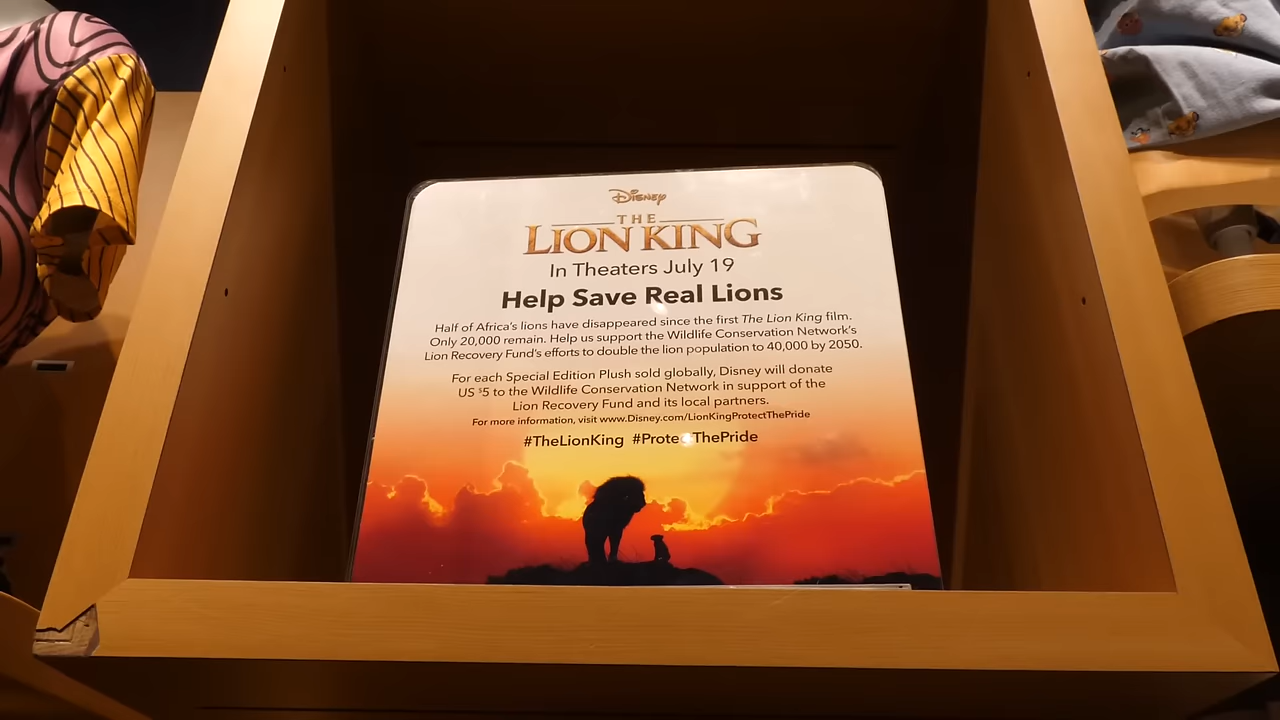 Disney
THE
LION KING
In Theaters July 19
Help Save Real Lions
Half of Africa's lions have disappeared since the first The Lion King film.
Only 20,000 remain. Help us support the Wildlife Conservation Network's
Lion Recovery Fund's efforts to double the lion population to 40,000 by 2050.
For each Special Edition Plush sold globally, Disney will donate
US $5 to the Wildlife Conservation Network in support of the
Lion Recovery Fund and its local partners.
For more information, visit www.Disney.com/LionKingProtectThePride
#TheLionKing #ProtectThePride